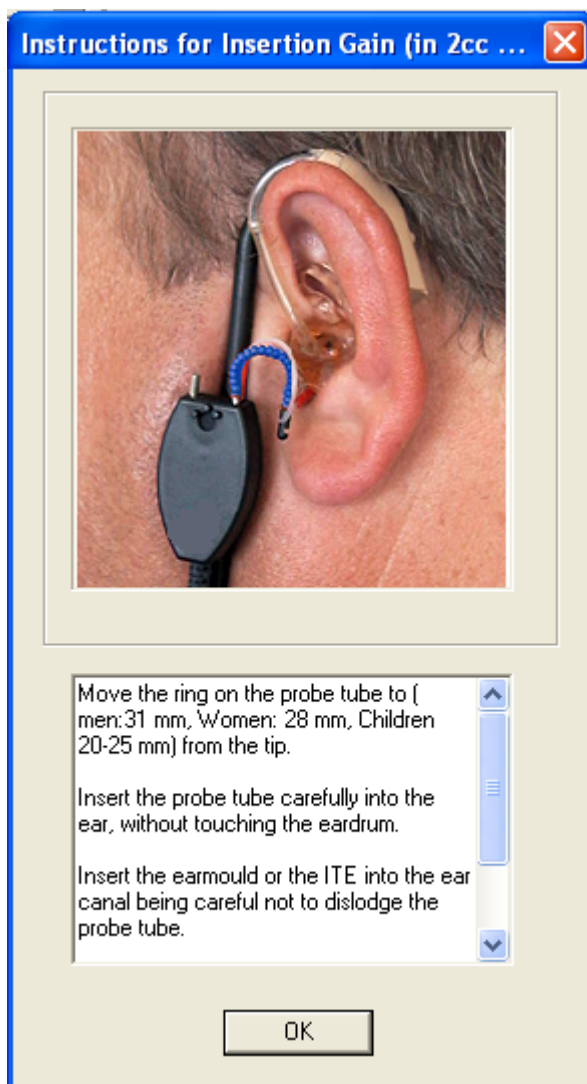 Instructions for Insertion Gain (in 2cc ...
Move the ring on the probe tube to (
men:31 mm, Women: 28 mm, Children
20-25 mm) from the tip.
Insert the probe tube carefully into the
ear, without touching the eardrum.
Insert the earmould or the ITE into the ear
canal being careful not to dislodge the
probe tube.
OK